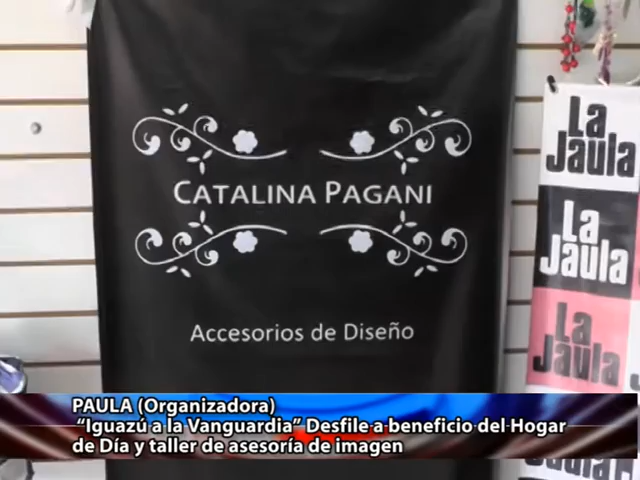 CATALINA PAGANI
Accesorios de Diseño
La
Jaula
La
Jaula
La
Jaula
PAULA (Organizadora)
“Iguazú a la Vanguardia” Desfile a beneficio del Hogar
de Día y taller de asesoría de imagen
Jaula